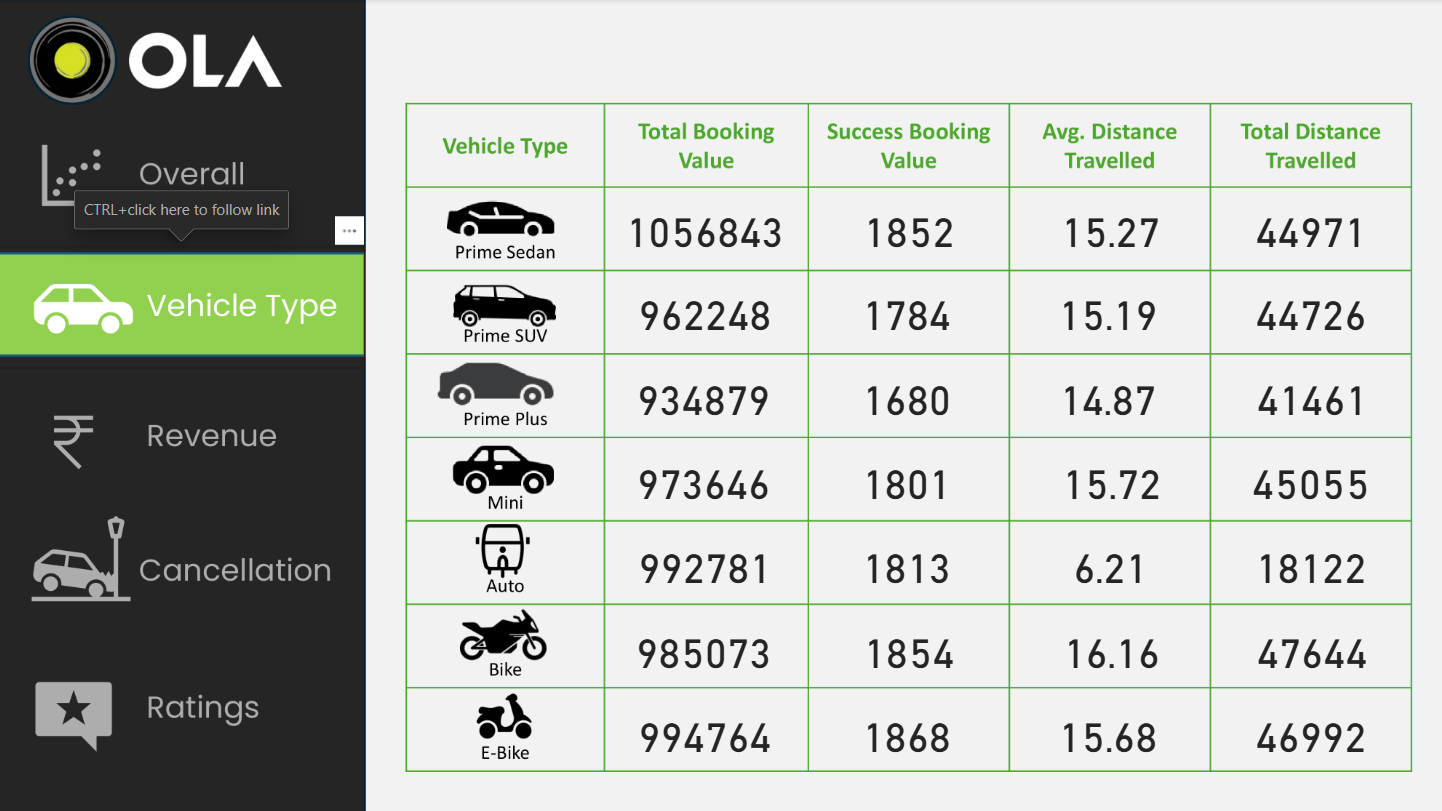 OLA
Overall
CTRL+click here to follow link
...
Vehicle Type
₹
Revenue
Cancellation
Ratings
Vehicle Type Total Booking Value Success Booking Value Avg. Distance Travelled Total Distance Travelled
Prime Sedan 1056843 1852 15.27 44971
Prime SUV 962248 1784 15.19 44726
Prime Plus 934879 1680 14.87 41461
Mini 973646 1801 15.72 45055
Auto 992781 1813 6.21 18122
Bike 985073 1854 16.16 47644
E-Bike 994764 1868 15.68 46992